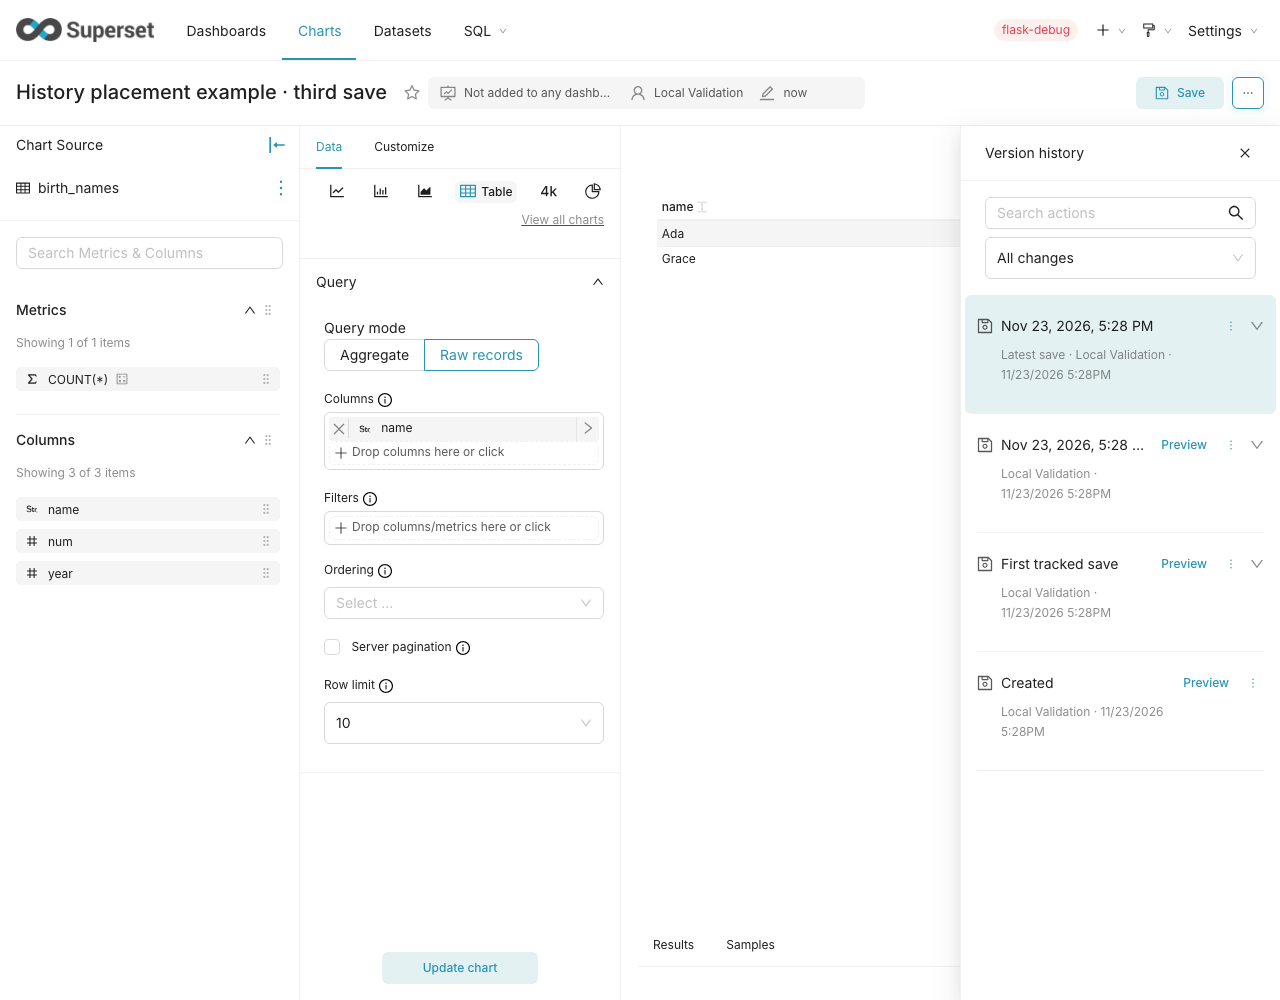 Superset
Dashboards
Charts
Datasets
SQL
flask-debug
Settings
History placement example · third save
Not added to any dashb...
Local Validation
now
Save
Chart Source
birth_names
Search Metrics & Columns
Metrics
Showing 1 of 1 items
COUNT(*)
Columns
Showing 3 of 3 items
Str. name
num
year
Data
Customize
Table
4k
View all charts
Query
Query mode
Aggregate
Raw records
Columns
Str. name
Drop columns here or click
Filters
Drop columns/metrics here or click
Ordering
Select ...
Server pagination
Row limit
10
Update chart
name
Ada
Grace
Results
Samples
Version history
Search actions
All changes
Nov 23, 2026, 5:28 PM
Latest save · Local Validation ·
11/23/2026 5:28PM
Nov 23, 2026, 5:28 ...
Preview
Local Validation ·
11/23/2026 5:28PM
First tracked save
Preview
Local Validation ·
11/23/2026 5:28PM
Created
Preview
Local Validation · 11/23/2026
5:28PM